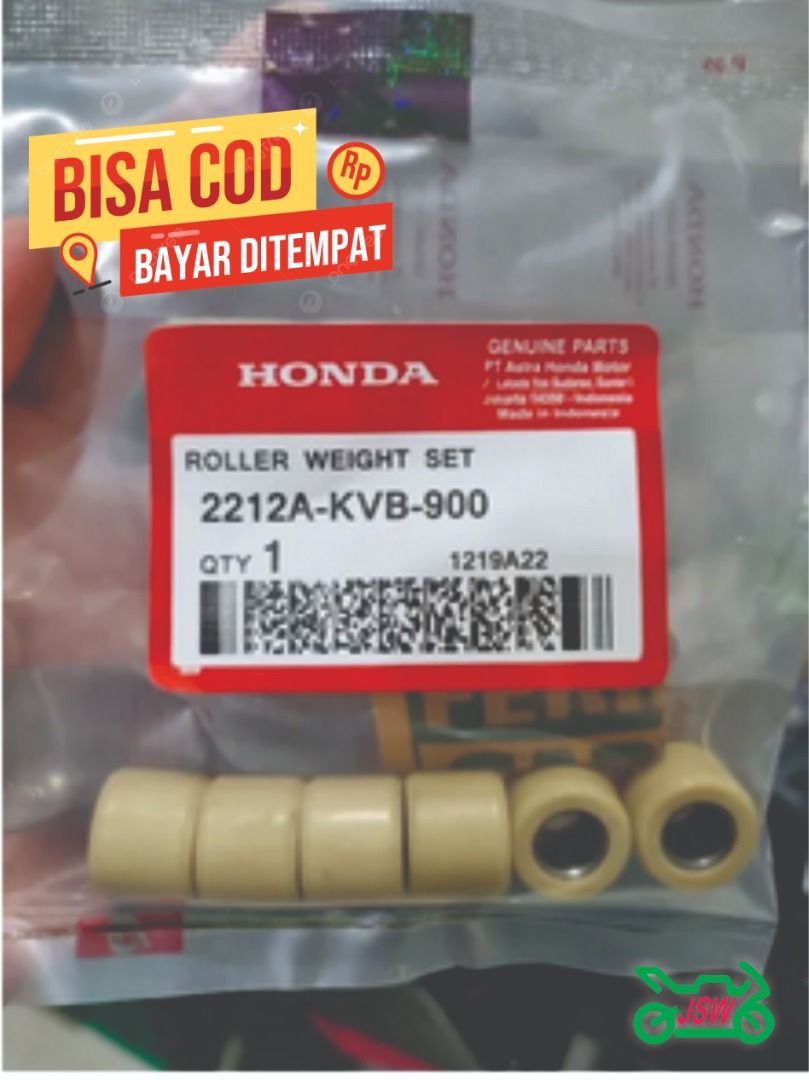 BISA COD
Rp
BAYAR DITEMPAT
HONDA
GENUINE PARTS
PT Astra Honda Motor
Made in Indonesia
ROLLER WEIGHT SET
2212A-KVB-900
QTY 1
1219A22
JSW